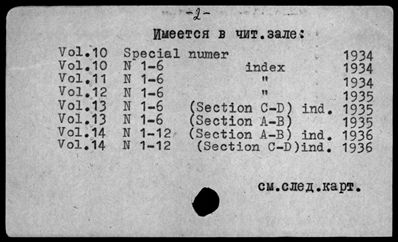 -2-
Имеется в чит.зале:
Vol.10 Special numer 1934
Vol.10 N 1-6 index 1934
Vol.11 N 1-6 " 1934
Vol.12 N 1-6 " 1935
Vol.13 N 1-6 (Section C-D) ind. 1935
Vol.13 N 1-6 (Section A-B) 1935
Vol.14 N 1-12 (Section A-B) ind. 1936
Vol.14 N 1-12 (Section C-D)ind. 1936
см.след.карт.